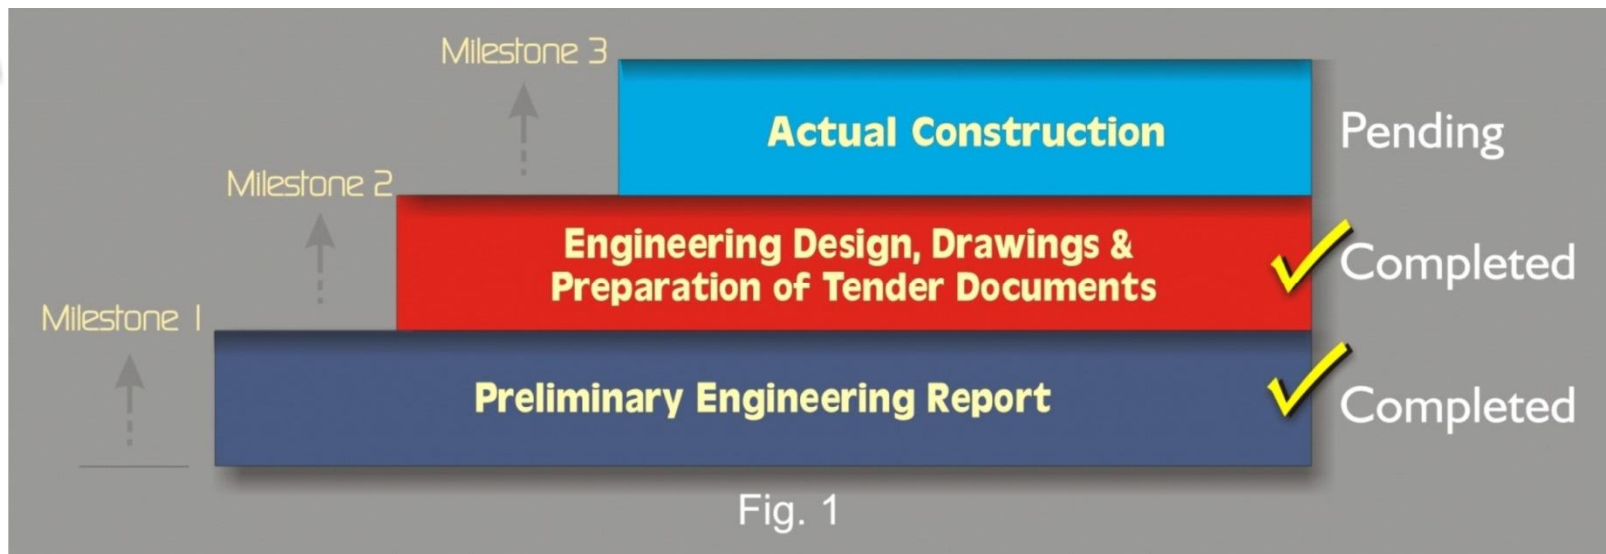 Milestone 3
Actual Construction
Pending
Milestone 2
Engineering Design, Drawings &
Preparation of Tender Documents
Completed
Milestone 1
Preliminary Engineering Report
Completed
Fig. 1